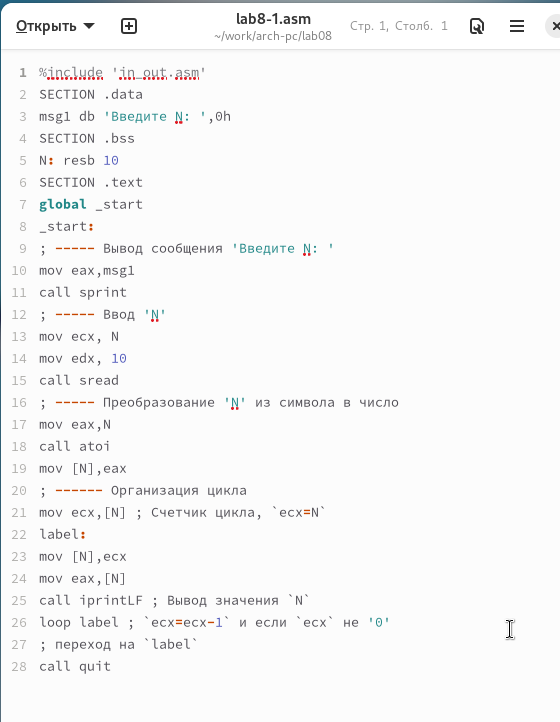 Открыть
lab8-1.asm
~/work/arch-pc/lab08
Стр. 1, Столб. 1
1 %include 'in_out.asm'
2 SECTION .data
3 msg1 db 'Введите N: ',0h
4 SECTION .bss
5 N: resb 10
6 SECTION .text
7 global _start
8 _start:
9 ; ----- Вывод сообщения 'Введите N: '
10 mov eax,msg1
11 call sprint
12 ; ----- Ввод 'N'
13 mov ecx, N
14 mov edx, 10
15 call sread
16 ; ----- Преобразование 'N' из символа в число
17 mov eax,N
18 call atoi
19 mov [N],eax
20 ; ------ Организация цикла
21 mov ecx,[N] ; Счетчик цикла, `ecx=N`
22 label:
23 mov [N],ecx
24 mov eax,[N]
25 call iprintLF ; Вывод значения `N`
26 loop label ; `ecx=ecx-1` и если `ecx` не '0'
27 ; переход на `label`
28 call quit